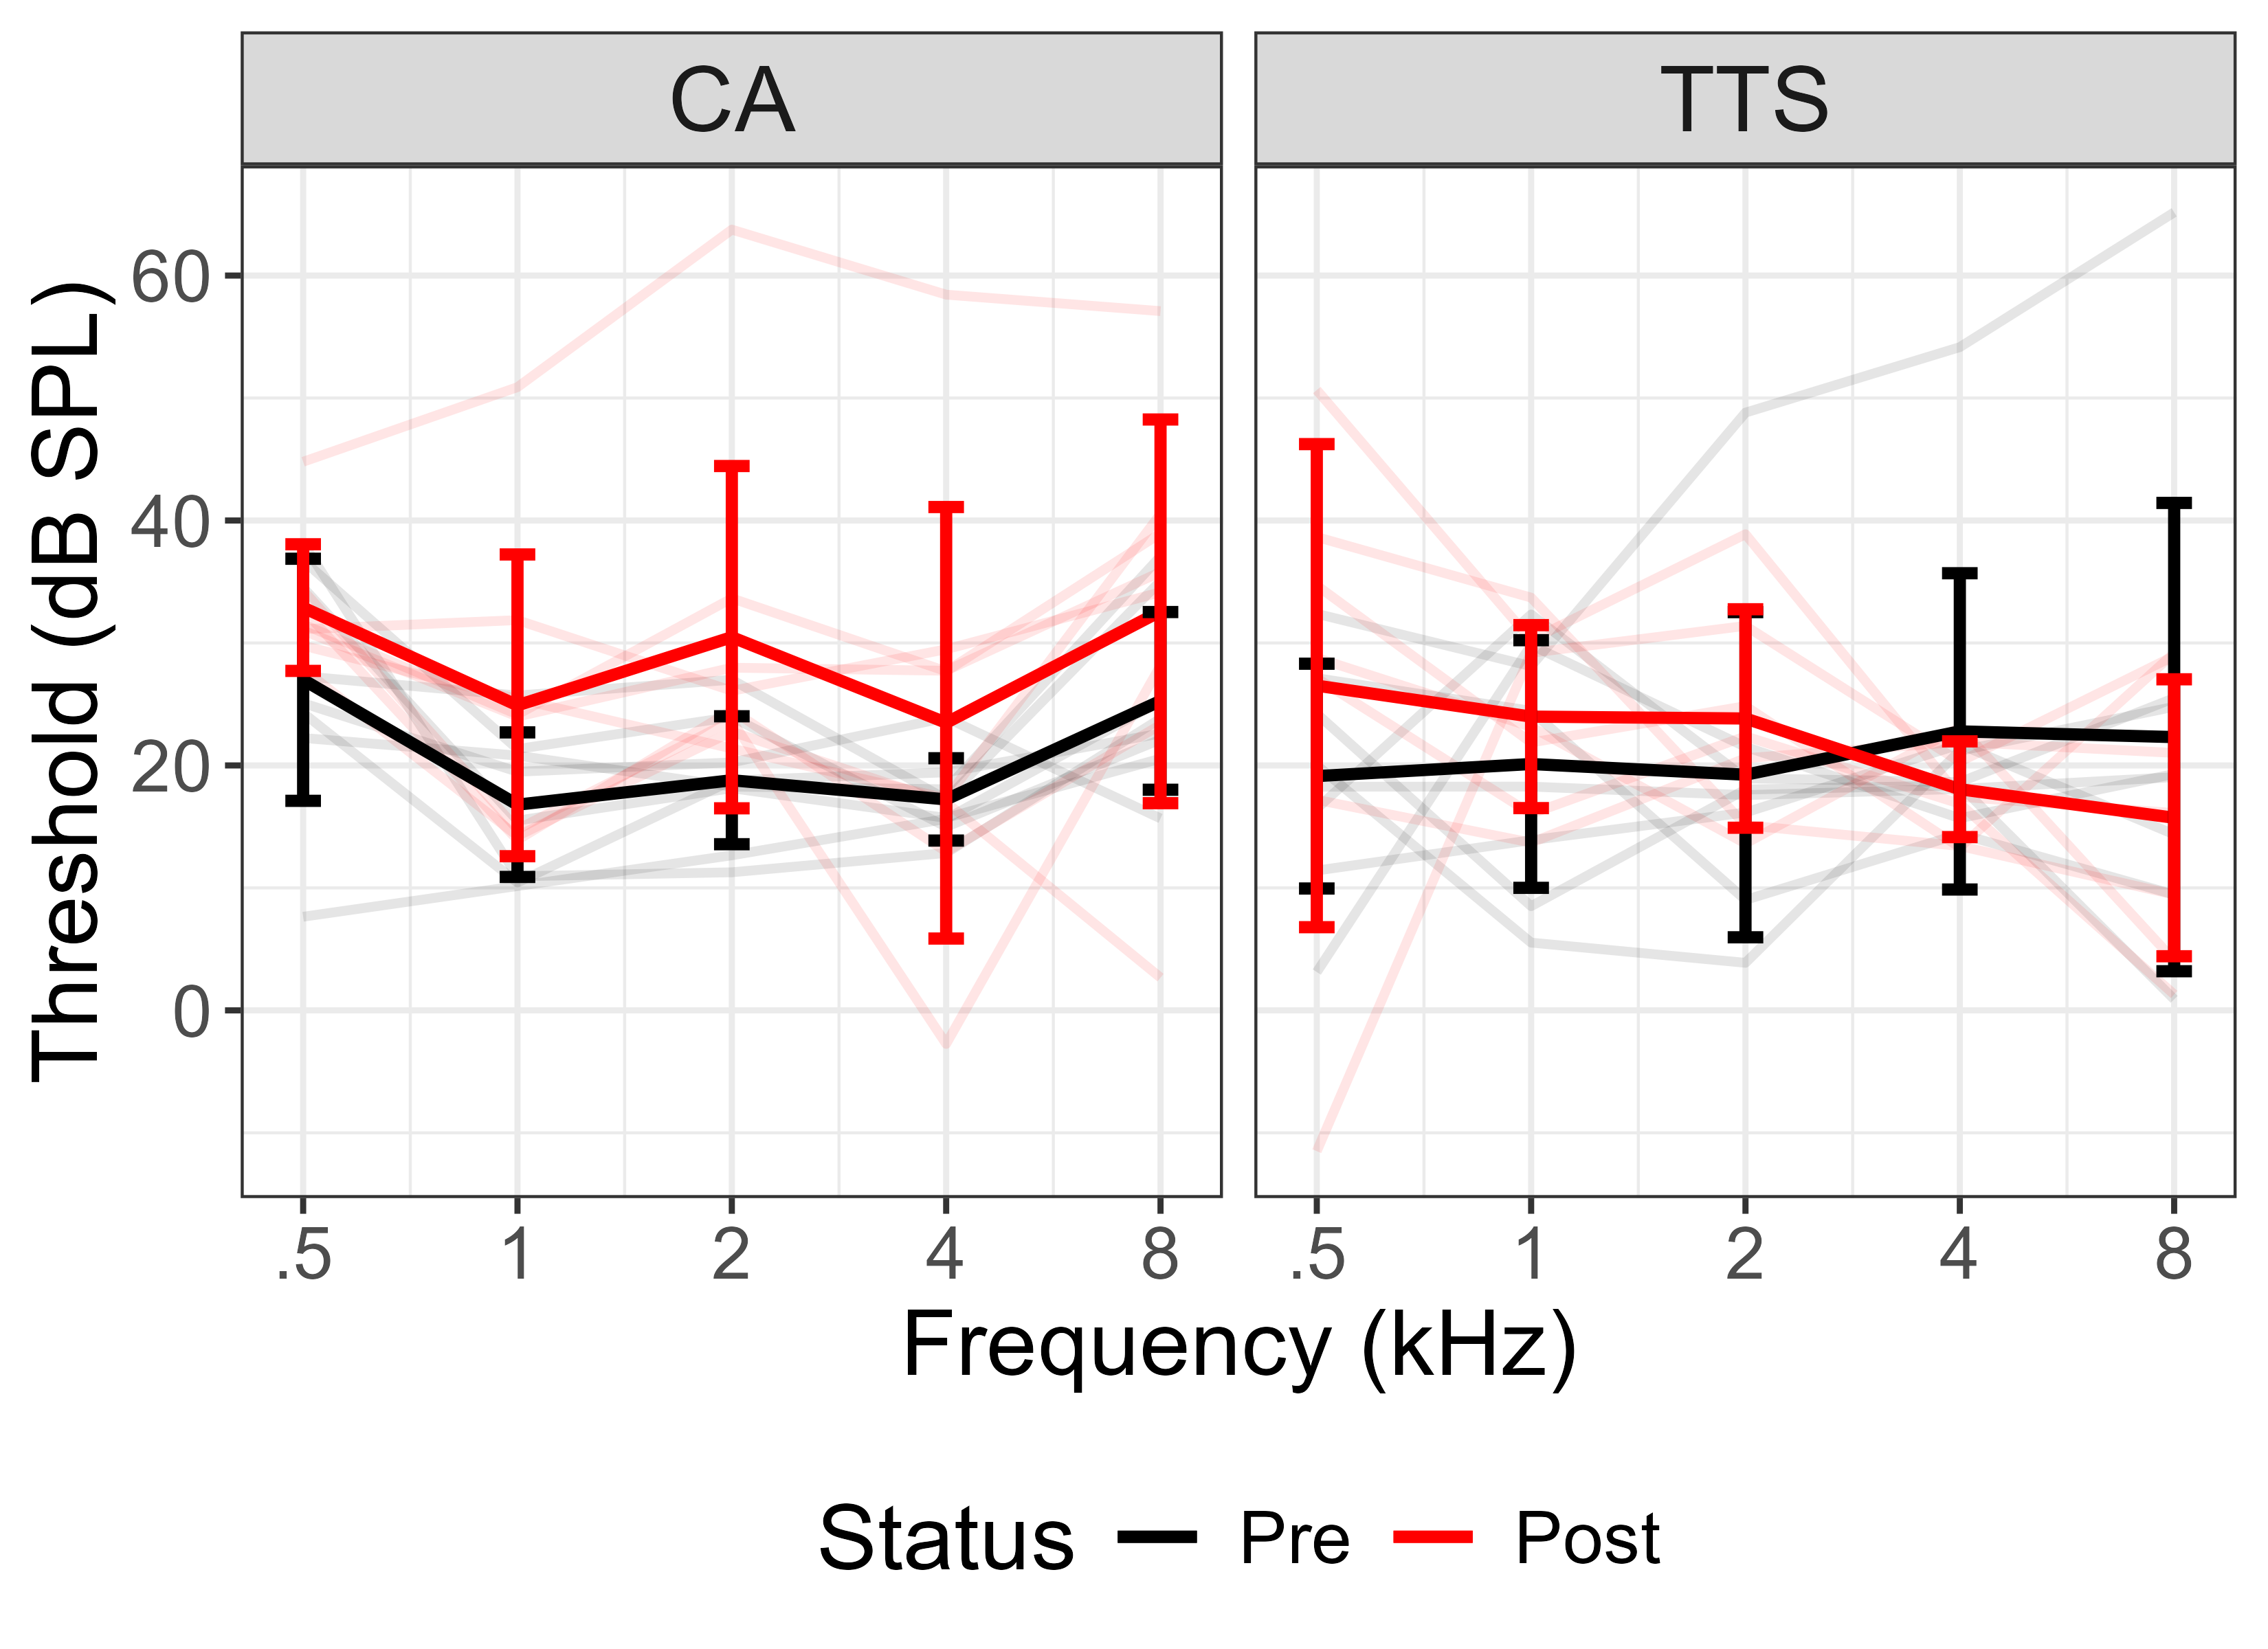 CA
TTS
Threshold (dB SPL)
60
40
20
0
.5 1 2 4 8
.5 1 2 4 8
Frequency (kHz)
Status Pre Post